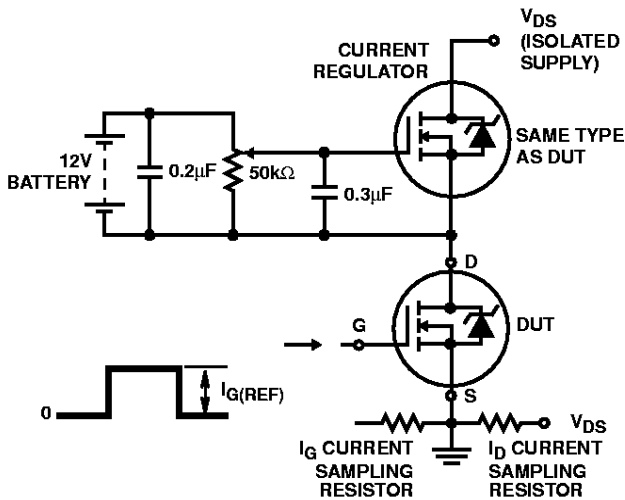 V_DS
(ISOLATED
SUPPLY)
CURRENT
REGULATOR
SAME TYPE
AS DUT
12V
BATTERY
0.2µF
50kΩ
0.3µF
D
G
DUT
S
0
I_G(REF)
V_DS
I_G CURRENT
SAMPLING
RESISTOR
I_D CURRENT
SAMPLING
RESISTOR